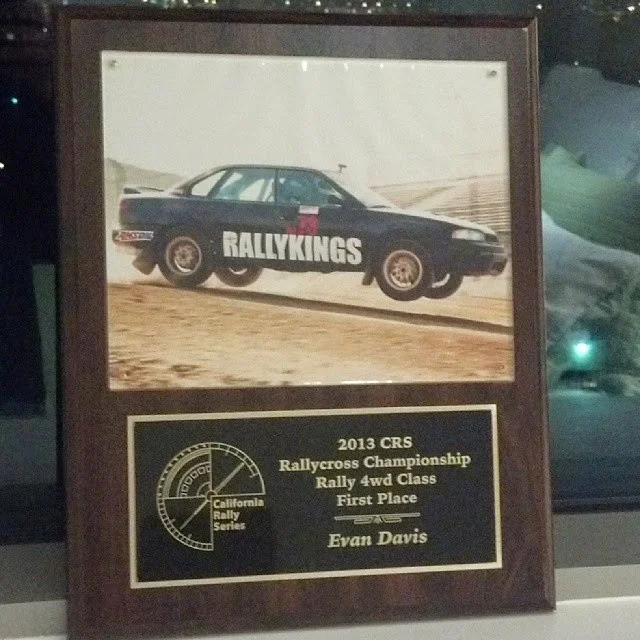 RALLYKINGS
2013 CRS
Rallycross Championship
Rally 4wd Class
First Place
Evan Davis
California
Rally
Series